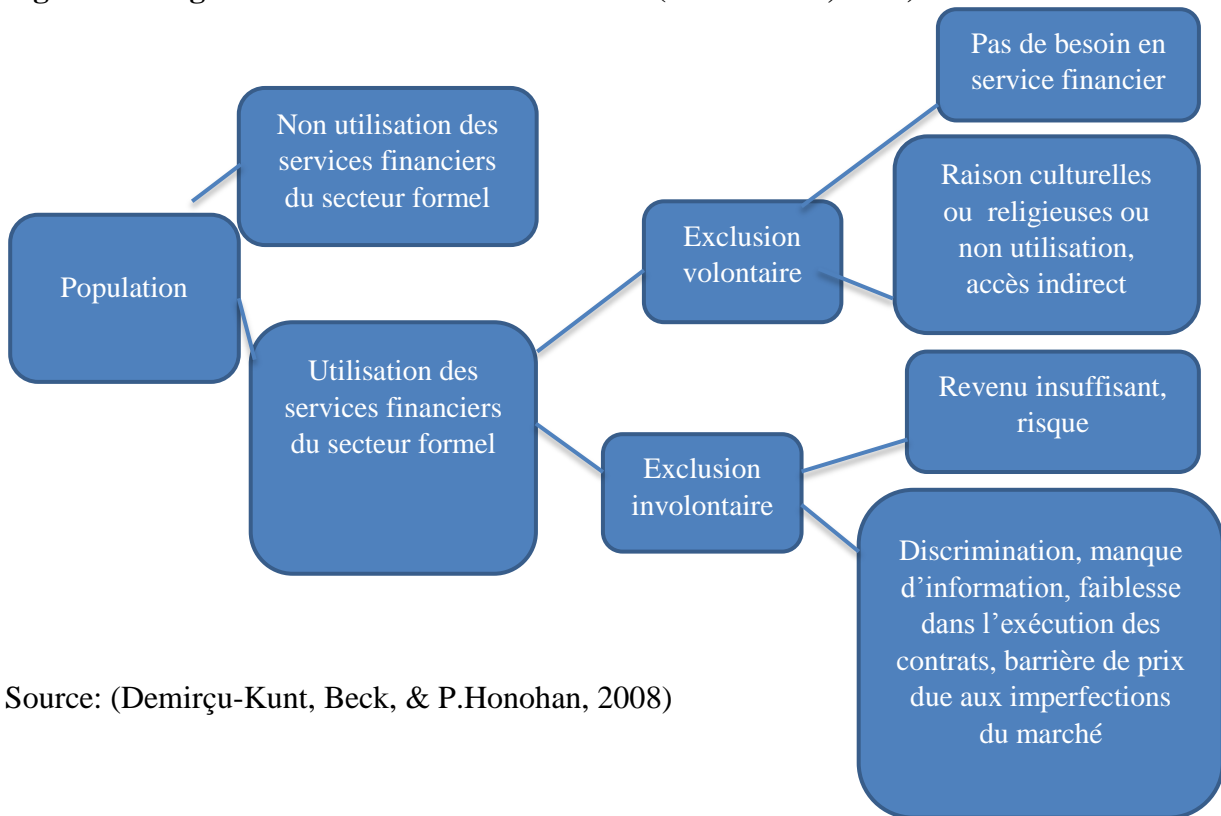 Pas de besoin en
service financier
Non utilisation des
services financiers
du secteur formel
Raison culturelles
ou religieuses ou
non utilisation,
accès indirect
Exclusion
volontaire
Population
Utilisation des
services financiers
du secteur formel
Revenu insuffisant,
risque
Exclusion
involontaire
Discrimination, manque
d’information, faiblesse
dans l’exécution des
contrats, barrière de prix
due aux imperfections
du marché
Source: (Demirçu-Kunt, Beck, & P.Honohan, 2008)